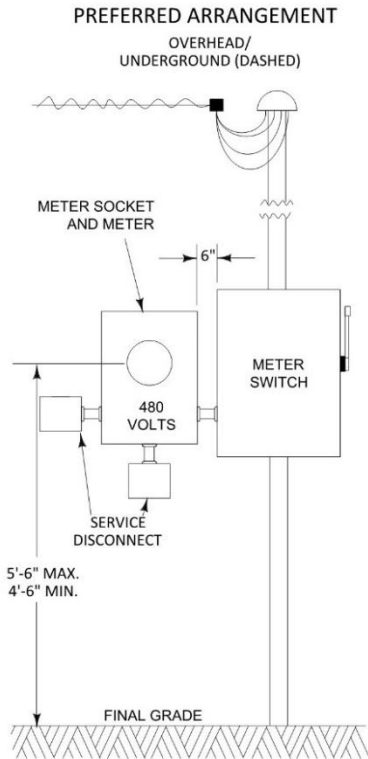 PREFERRED ARRANGEMENT
OVERHEAD/
UNDERGROUND (DASHED)
METER SOCKET
AND METER
6"
METER
SWITCH
480
VOLTS
SERVICE
DISCONNECT
5'-6" MAX.
4'-6" MIN.
FINAL GRADE